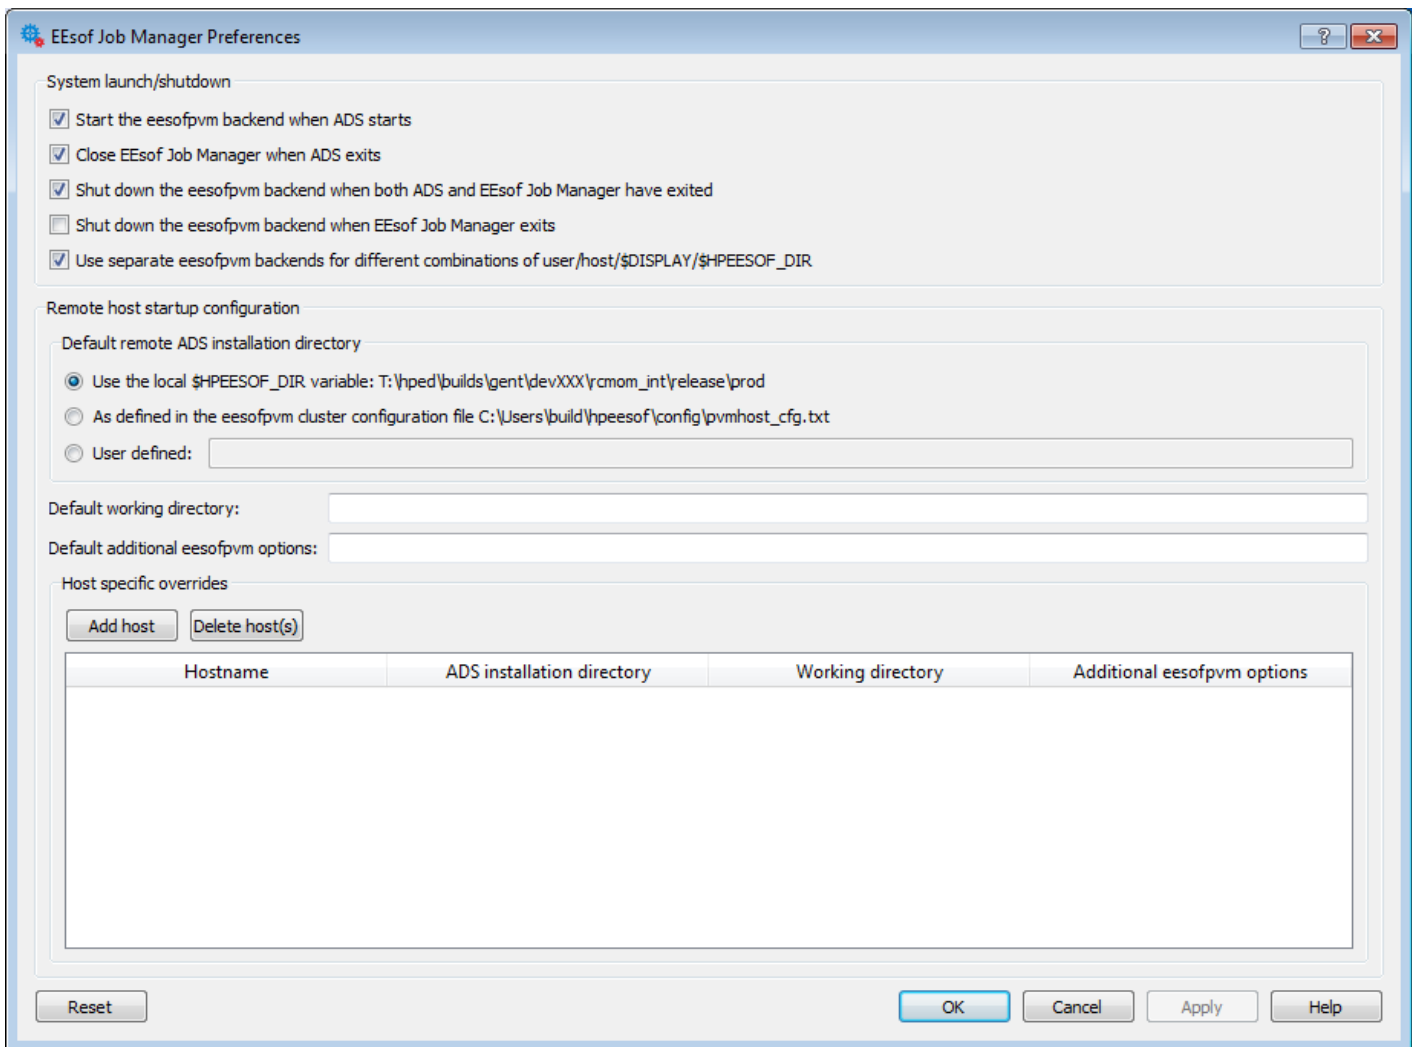 EEsof Job Manager Preferences
?
System launch/shutdown
Start the eesofpvm backend when ADS starts
Close EEsof Job Manager when ADS exits
Shut down the eesofpvm backend when both ADS and EEsof Job Manager have exited
Shut down the eesofpvm backend when EEsof Job Manager exits
Use separate eesofpvm backends for different combinations of user/host/$DISPLAY/$HPEESOF_DIR
Remote host startup configuration
Default remote ADS installation directory
Use the local $HPEESOF_DIR variable: T:\hped\builds\gent\devXXX\rcmom_int\release\prod
As defined in the eesofpvm cluster configuration file C:\Users\build\hpeesof\config\pvmhost_cfg.txt
User defined:
Default working directory:
Default additional eesofpvm options:
Host specific overrides
Add host Delete host(s)
Hostname ADS installation directory Working directory Additional eesofpvm options
Reset OK Cancel Apply Help